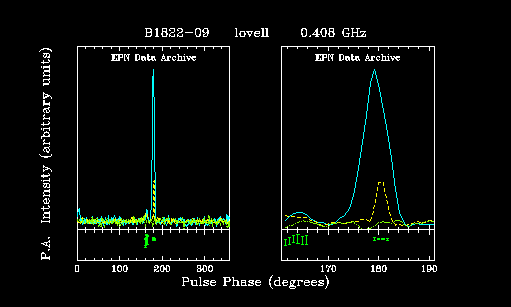 B1822-09 lovell 0.408 GHz
EPN Data Archive EPN Data Archive
P.A. Intensity (arbitrary units)
0 100 200 300 170 180 190
Pulse Phase (degrees)